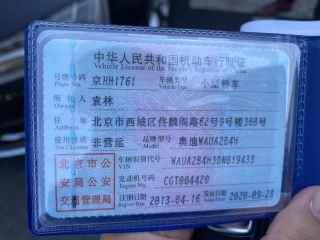 中华人民共和国机动车行驶证
Vehicle License of the People's Republic of China
号牌号码 京HH1761 车辆类型 小型轿车
Plate No. Vehicle Type
所有人 袁林
Owner
住址 北京市西城区佟麟阁路62号9号楼308号
Address
使用性质 非营运 品牌型号 奥迪WAUA2B4H
Use Character Model
北京市公安局公安交通管理局
车辆识别代号 WAUA2B4H3DN819433
VIN
发动机号码 CGT004420
Engine No.
注册日期 2013-04-16 发证日期 2020-09-28
Register Date Issue Date